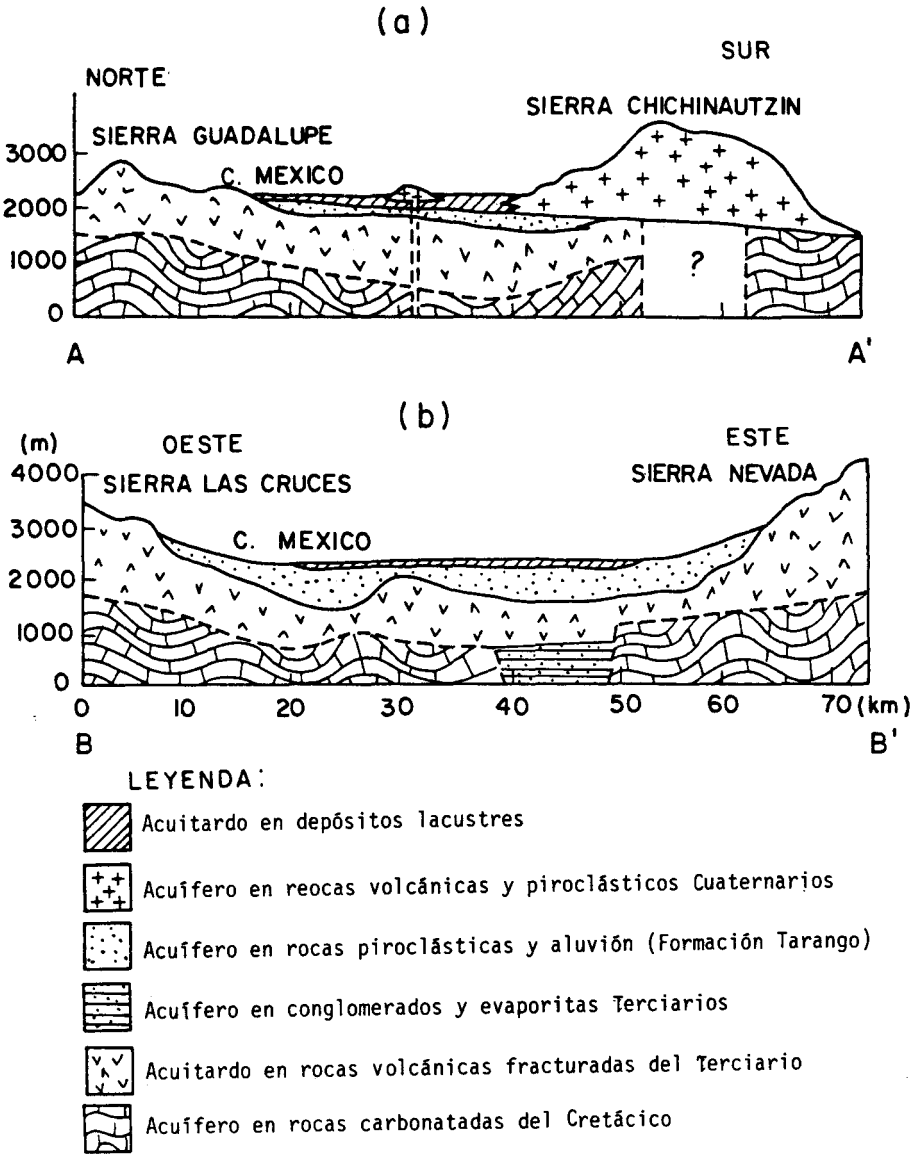 (a)
NORTE
SUR
SIERRA GUADALUPE
SIERRA CHICHINAUTZIN
C. MEXICO
3000
2000
1000
0
?
A
A'
(b)
(m)
OESTE
ESTE
SIERRA LAS CRUCES
SIERRA NEVADA
C. MEXICO
4000
3000
2000
1000
0
0 10 20 30 40 50 60 70 (km)
B
B'
LEYENDA:
Acuitardo en depósitos lacustres
Acuífero en reocas volcánicas y piroclásticos Cuaternarios
Acuífero en rocas piroclásticas y aluvión (Formación Tarango)
Acuífero en conglomerados y evaporitas Terciarios
Acuitardo en rocas volcánicas fracturadas del Terciario
Acuífero en rocas carbonatadas del Cretácico